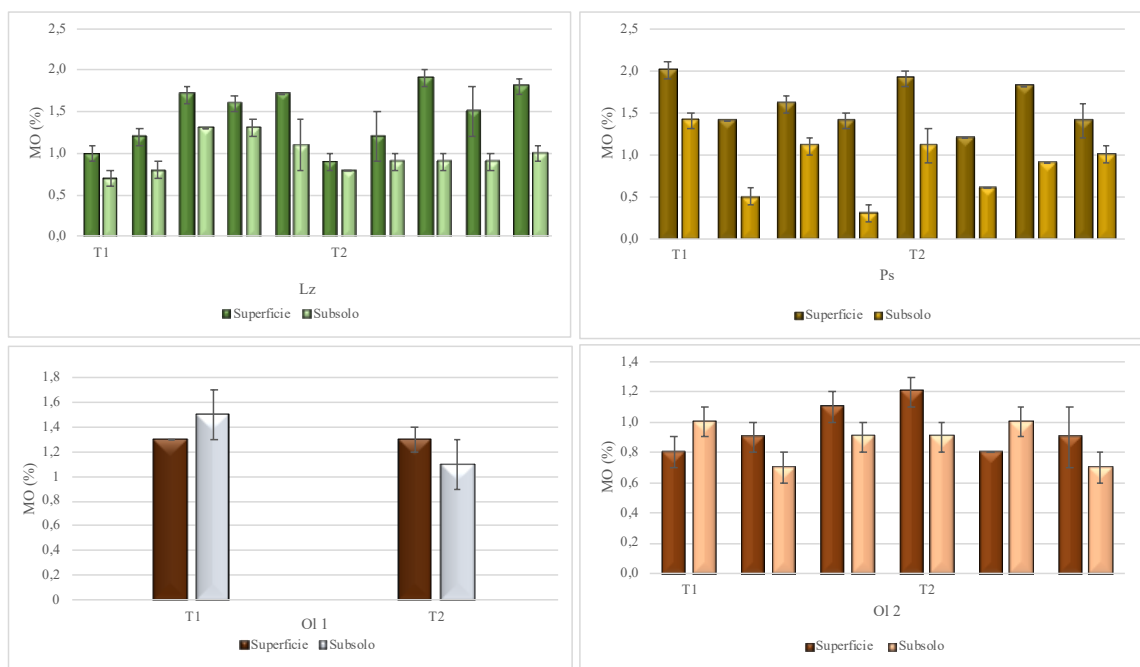 2,5
2,0
1,5
1,0
0,5
0,0
MO (%)
T1 T2
Lz
Superficie Subsolo
2,5
2,0
1,5
1,0
0,5
0,0
MO (%)
T1 T2
Ps
Superficie Subsolo
1,8
1,6
1,4
1,2
1
0,8
0,6
0,4
0,2
0
MO (%)
T1 T2
Ol 1
Superficie Subsolo
1,4
1,2
1,0
0,8
0,6
0,4
0,2
0,0
MO (%)
T1 T2
Ol 2
Superficie Subsolo